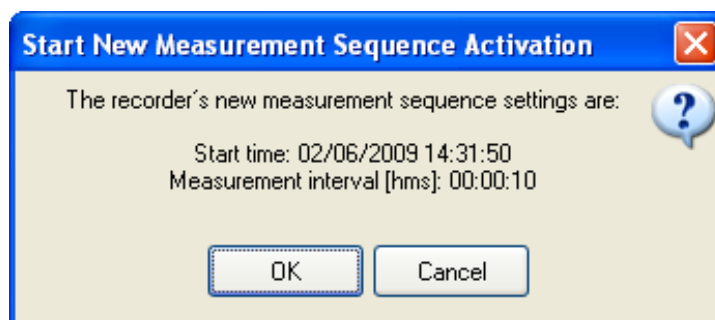 Start New Measurement Sequence Activation
The recorder´s new measurement sequence settings are:
Start time: 02/06/2009 14:31:50
Measurement interval [hms]: 00:00:10
OK
Cancel